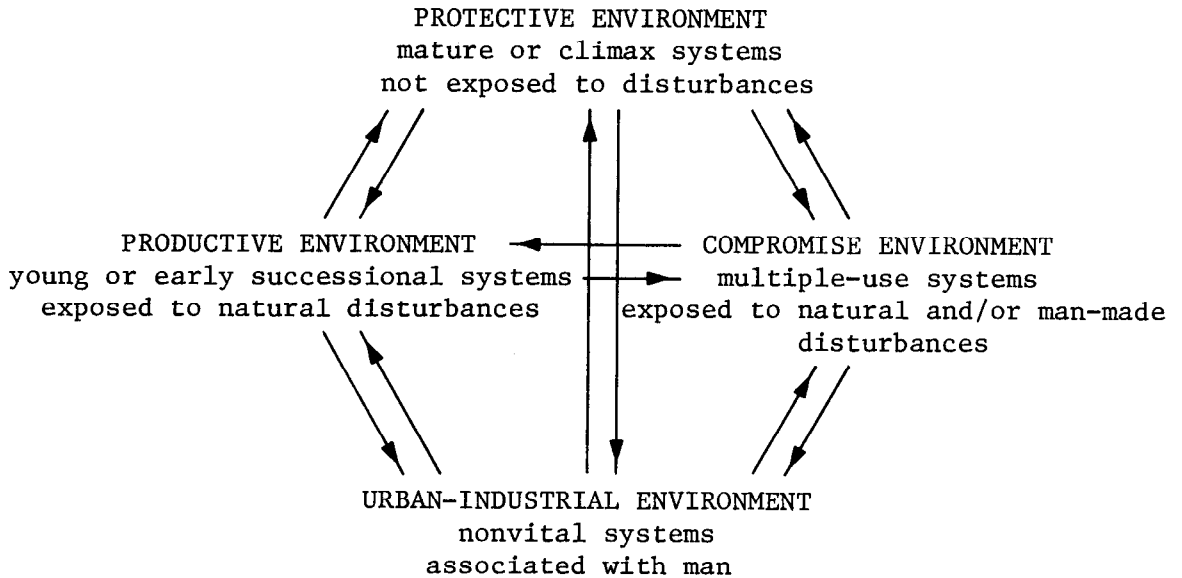 PROTECTIVE ENVIRONMENT
mature or climax systems
not exposed to disturbances
PRODUCTIVE ENVIRONMENT
young or early successional systems
exposed to natural disturbances
COMPROMISE ENVIRONMENT
multiple-use systems
exposed to natural and/or man-made
disturbances
URBAN-INDUSTRIAL ENVIRONMENT
nonvital systems
associated with man